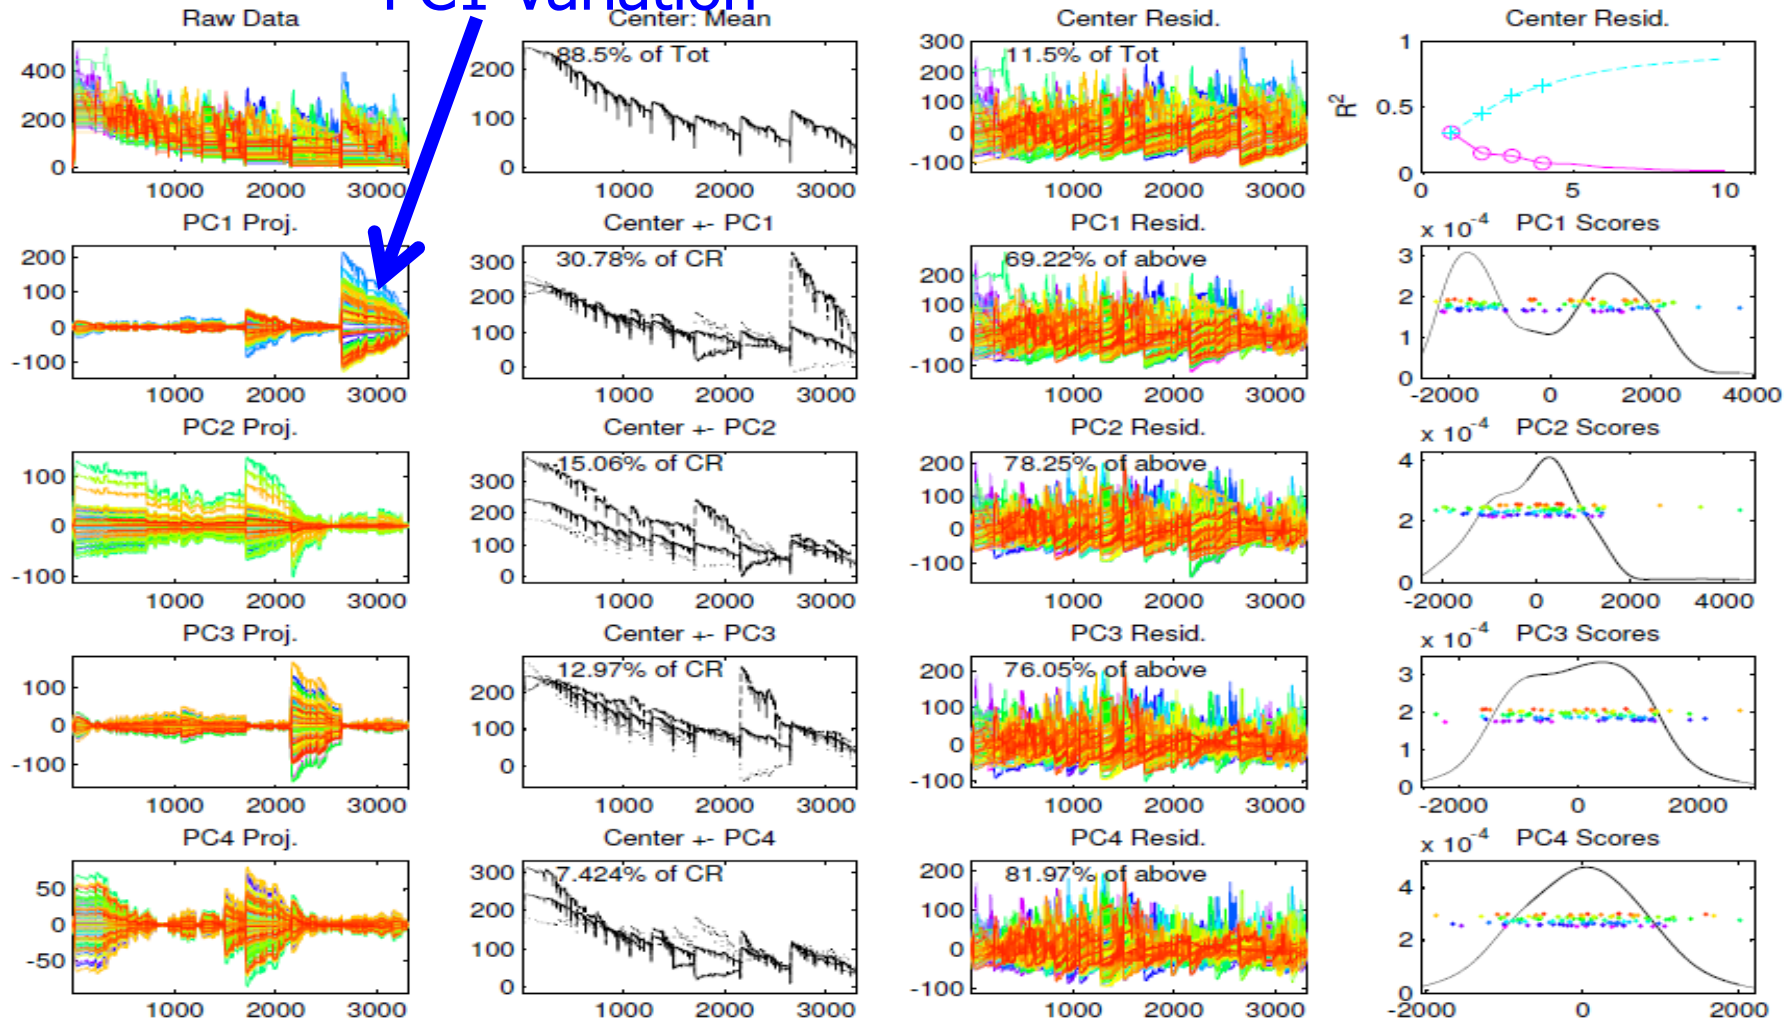 PC1 Variation
Raw Data
400
200
0
1000 2000 3000
Center: Mean
88.5% of Tot
200
100
0
1000 2000 3000
Center Resid.
11.5% of Tot
300
200
100
0
-100
1000 2000 3000
Center Resid.
R²
1
0.5
0
0 5 10
PC1 Proj.
200
100
0
-100
1000 2000 3000
Center +- PC1
30.78% of CR
300
200
100
0
1000 2000 3000
PC1 Resid.
69.22% of above
200
100
0
-100
1000 2000 3000
x 10⁻⁴ PC1 Scores
3
2
1
0
-2000 0 2000 4000
PC2 Proj.
100
0
-100
1000 2000 3000
Center +- PC2
15.06% of CR
300
200
100
0
1000 2000 3000
PC2 Resid.
78.25% of above
200
100
0
-100
1000 2000 3000
x 10⁻⁴ PC2 Scores
4
2
0
-2000 0 2000 4000
PC3 Proj.
100
0
-100
1000 2000 3000
Center +- PC3
12.97% of CR
200
100
0
1000 2000 3000
PC3 Resid.
76.05% of above
200
100
0
-100
1000 2000 3000
x 10⁻⁴ PC3 Scores
3
2
1
0
-2000 0 2000
PC4 Proj.
50
0
-50
1000 2000 3000
Center +- PC4
7.424% of CR
300
200
100
0
1000 2000 3000
PC4 Resid.
81.97% of above
200
100
0
-100
1000 2000 3000
x 10⁻⁴ PC4 Scores
4
2
0
-2000 0 2000